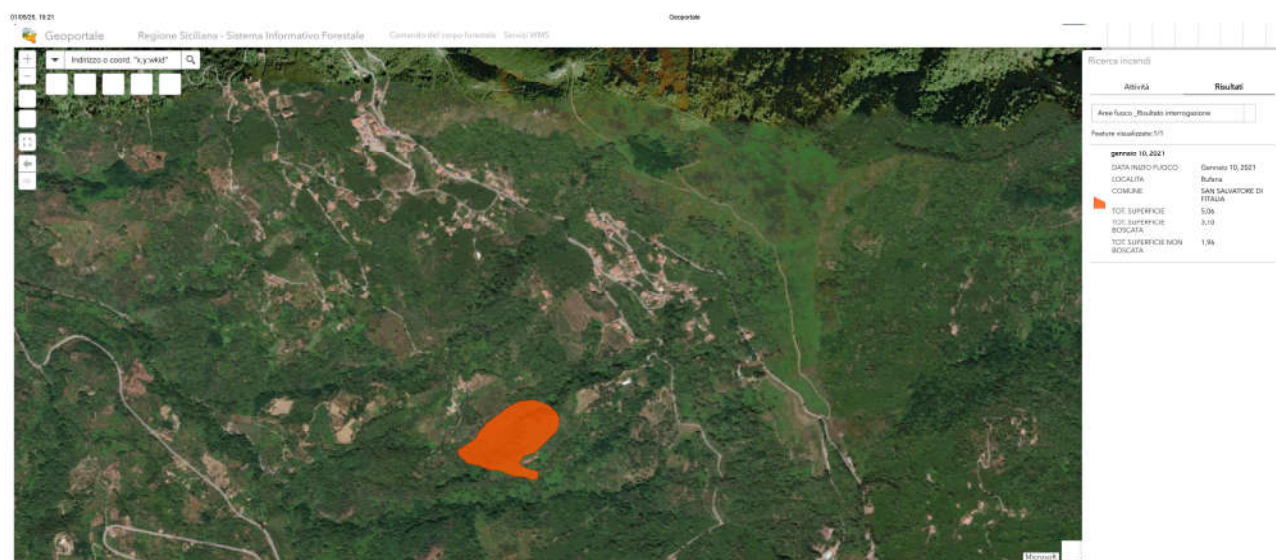 01/05/25, 19:21
Geoportale
Geoportale Regione Siciliana - Sistema Informativo Forestale Comando del corpo forestale Servizi WMS
Indirizzo o coord. "x;y:wkid"
Ricerca incendi
Attività Risultati
Aree fuoco _Risultato interrogazione
Feature visualizzate: 1/1
gennaio 10, 2021
DATA INIZIO FUOCO Gennaio 10, 2021
LOCALITA Bufana
COMUNE SAN SALVATORE DI FITALIA
TOT. SUPERFICIE 5,06
TOT. SUPERFICIE BOSCATA 3,10
TOT. SUPERFICIE NON BOSCATA 1,96
Microsoft